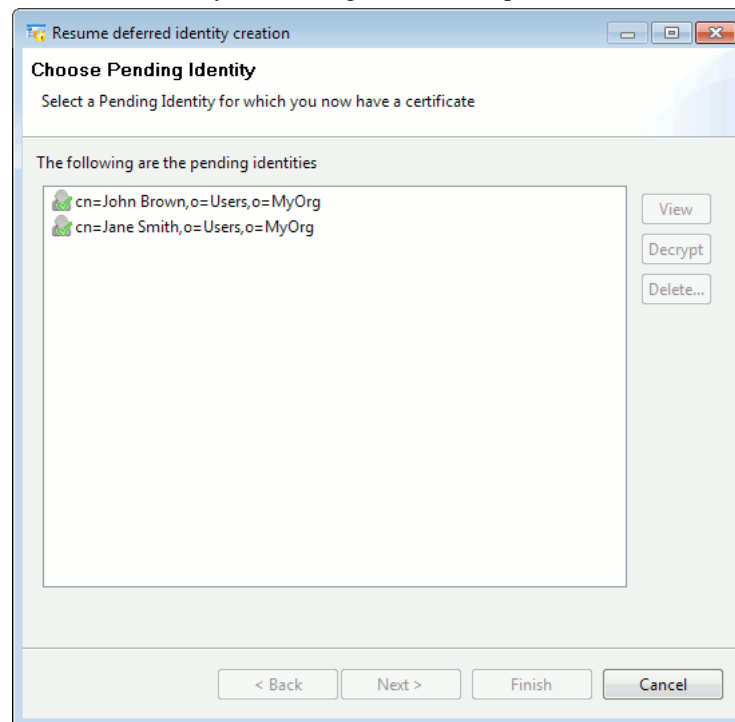 Resume deferred identity creation
Choose Pending Identity
Select a Pending Identity for which you now have a certificate
The following are the pending identities
cn=John Brown,o=Users,o=MyOrg
cn=Jane Smith,o=Users,o=MyOrg
View
Decrypt
Delete...
< Back Next > Finish Cancel